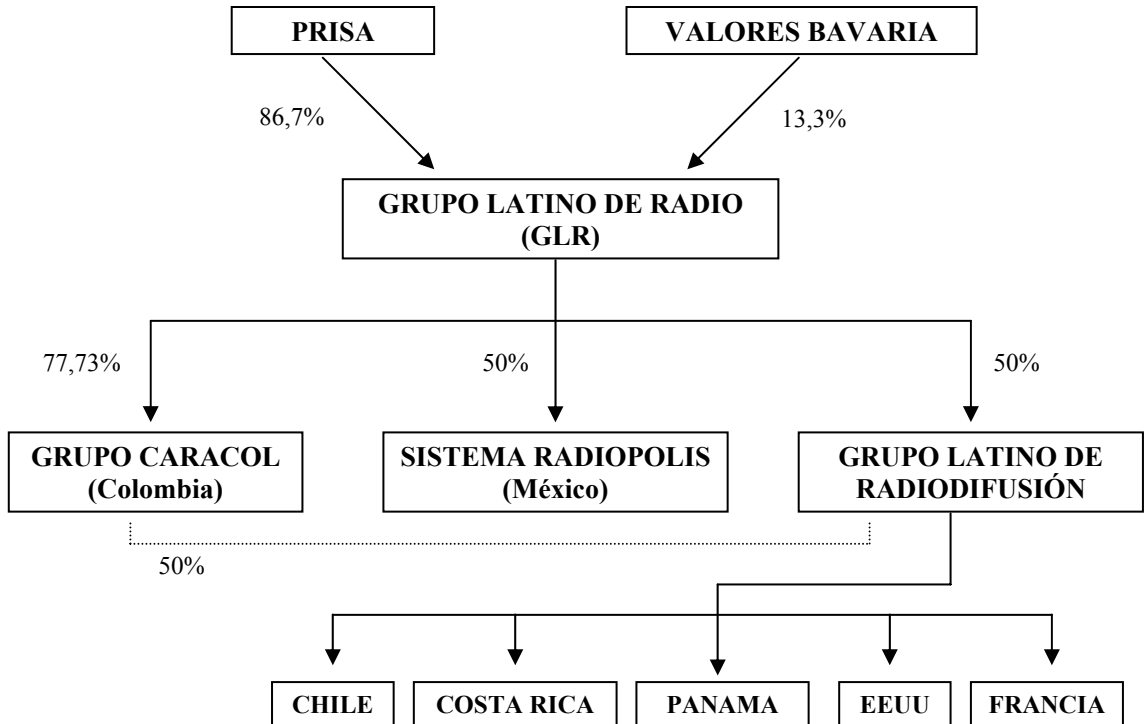 PRISA
VALORES BAVARIA
86,7%
13,3%
GRUPO LATINO DE RADIO
(GLR)
77,73%
50%
50%
GRUPO CARACOL
(Colombia)
SISTEMA RADIOPOLIS
(México)
GRUPO LATINO DE
RADIODIFUSIÓN
50%
CHILE
COSTA RICA
PANAMA
EEUU
FRANCIA